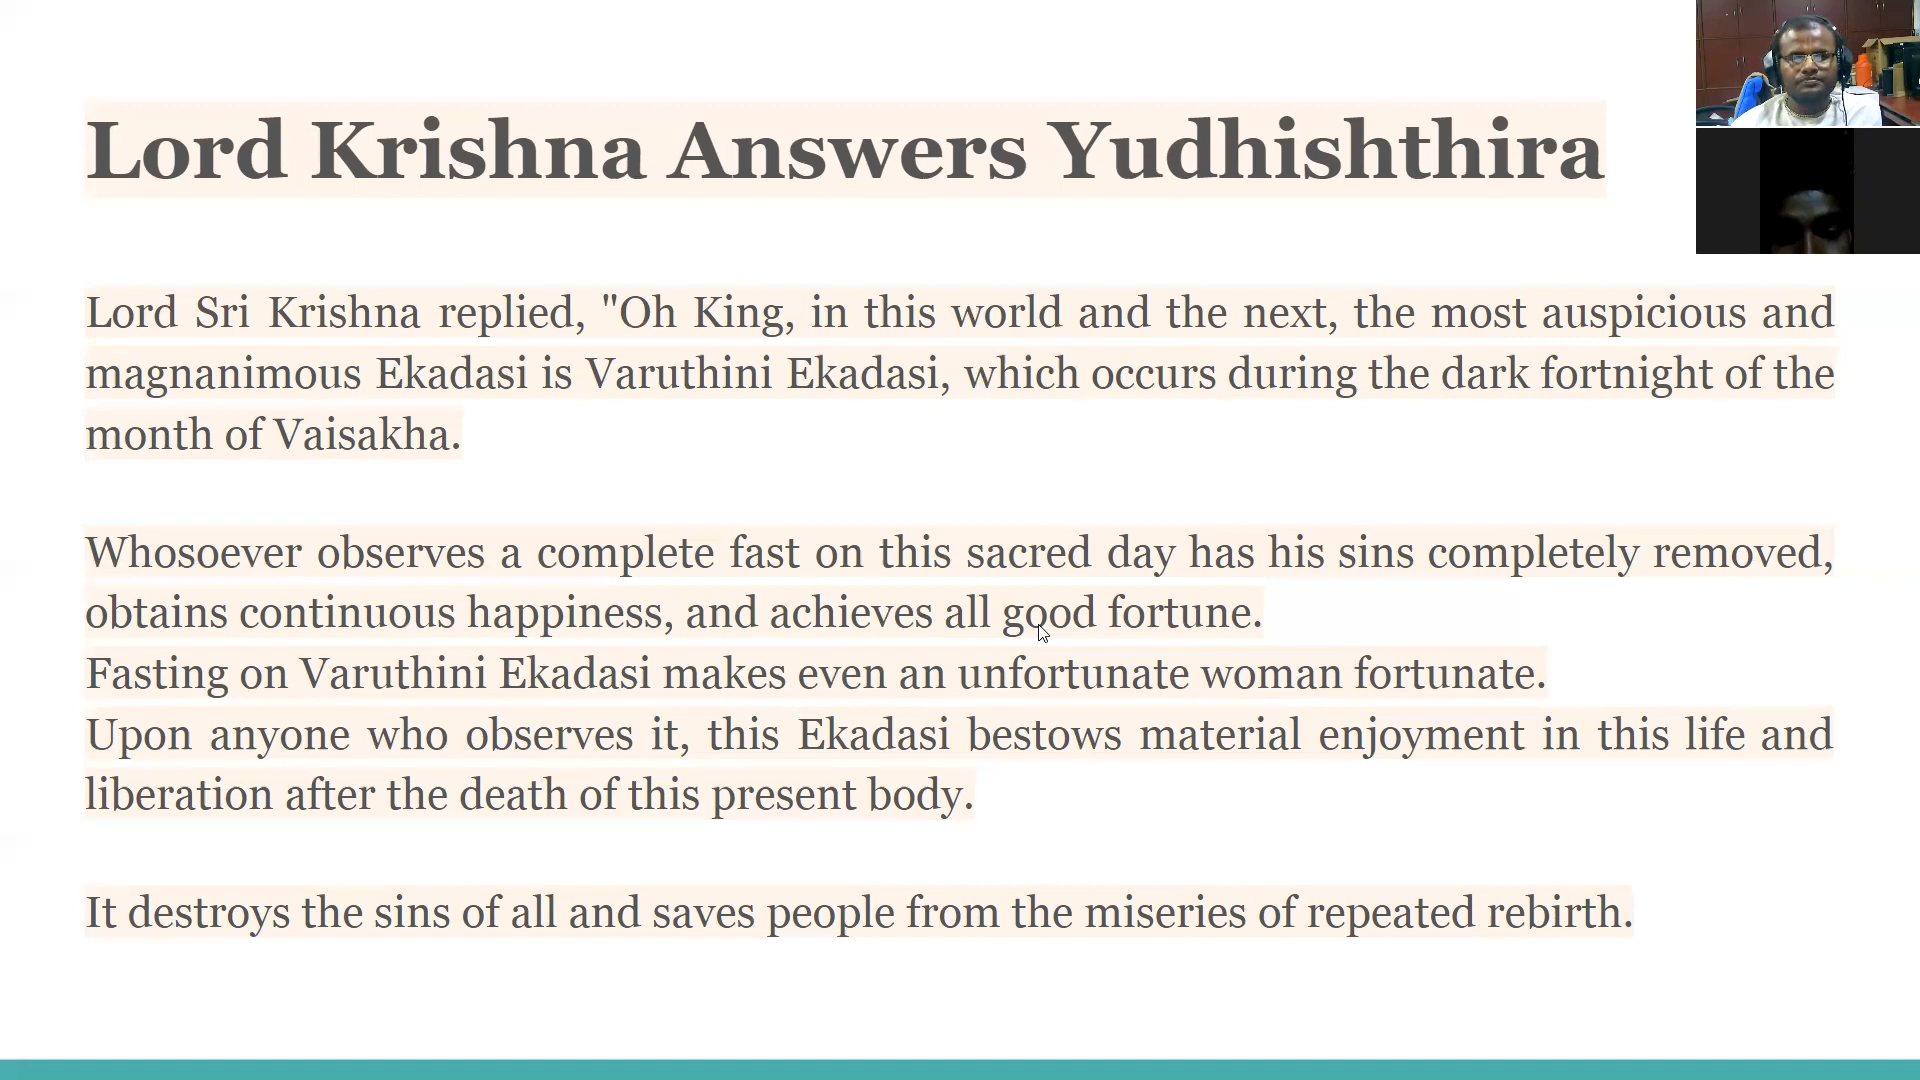 Lord Krishna Answers Yudhishthira
Lord Sri Krishna replied, "Oh King, in this world and the next, the most auspicious and
magnanimous Ekadasi is Varuthini Ekadasi, which occurs during the dark fortnight of the
month of Vaisakha.
Whosoever observes a complete fast on this sacred day has his sins completely removed,
obtains continuous happiness, and achieves all good fortune.
Fasting on Varuthini Ekadasi makes even an unfortunate woman fortunate.
Upon anyone who observes it, this Ekadasi bestows material enjoyment in this life and
liberation after the death of this present body.
It destroys the sins of all and saves people from the miseries of repeated rebirth.